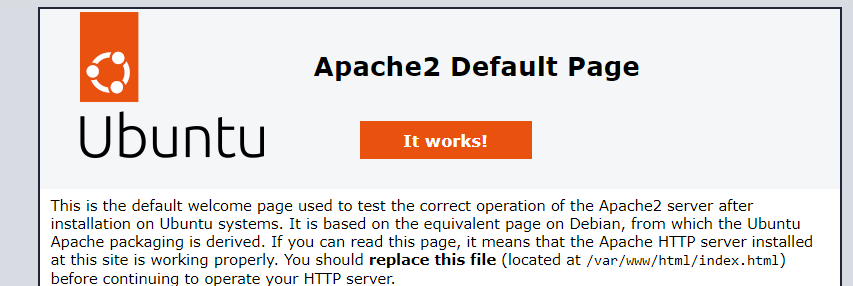 Ubuntu
Apache2 Default Page
It works!
This is the default welcome page used to test the correct operation of the Apache2 server after
installation on Ubuntu systems. It is based on the equivalent page on Debian, from which the Ubuntu
Apache packaging is derived. If you can read this page, it means that the Apache HTTP server installed
at this site is working properly. You should replace this file (located at /var/www/html/index.html)
before continuing to operate your HTTP server.